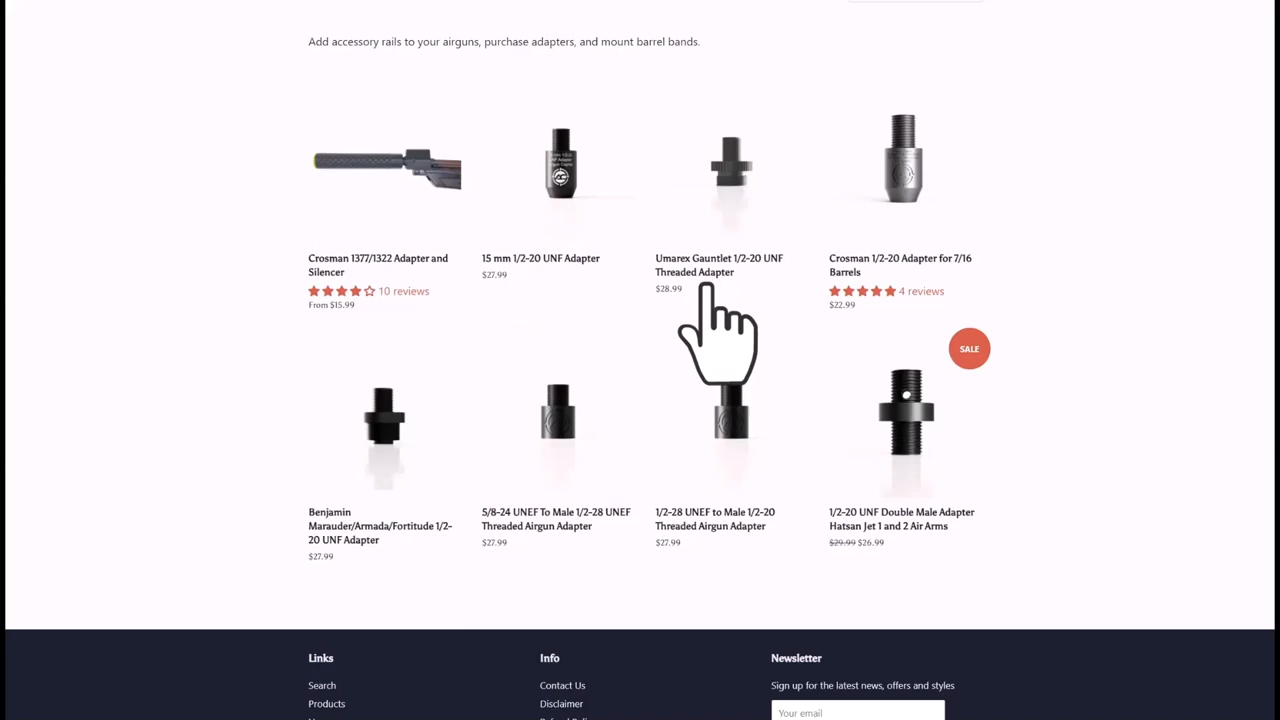 Add accessory rails to your airguns, purchase adapters, and mount barrel bands.
Crosman 1377/1322 Adapter and
Silencer
10 reviews
From $15.99
15 mm 1/2-20 UNF Adapter
$27.99
Umarex Gauntlet 1/2-20 UNF
Threaded Adapter
$28.99
Crosman 1/2-20 Adapter for 7/16
Barrels
4 reviews
$22.99
SALE
Benjamin
Marauder/Armada/Fortitude 1/2-
20 UNF Adapter
$27.99
5/8-24 UNEF To Male 1/2-28 UNEF
Threaded Airgun Adapter
$27.99
1/2-28 UNEF to Male 1/2-20
Threaded Airgun Adapter
$27.99
1/2-20 UNF Double Male Adapter
Hatsan Jet 1 and 2 Air Arms
$29.99 $26.99
Links
Search
Products
Info
Contact Us
Disclaimer
Newsletter
Sign up for the latest news, offers and styles
Your email